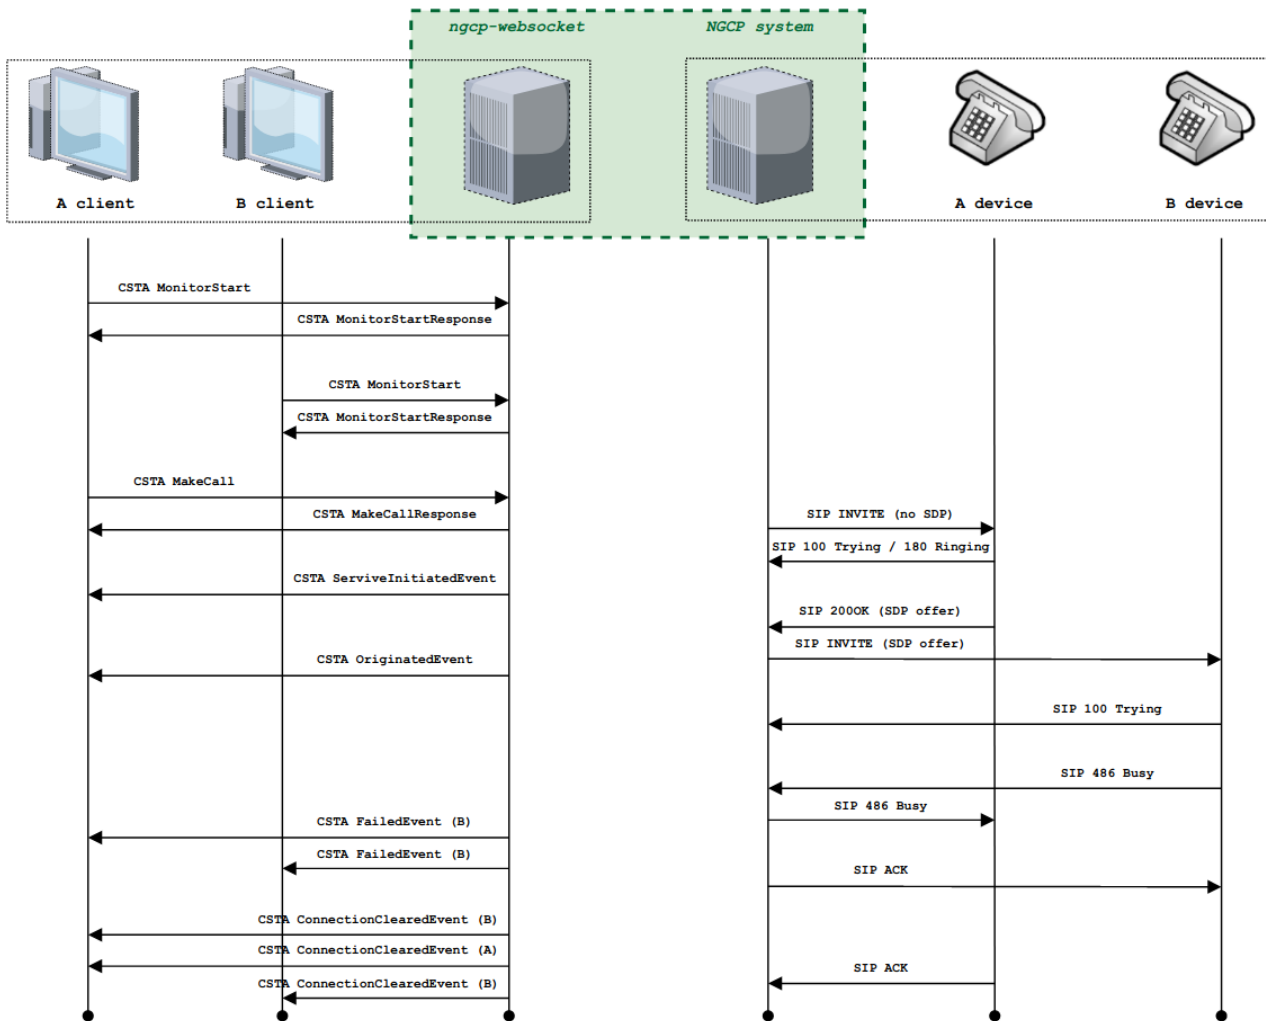 ngcp-websocket
NGCP system
A client
B client
A device
B device
CSTA MonitorStart
CSTA MonitorStartResponse
CSTA MonitorStart
CSTA MonitorStartResponse
CSTA MakeCall
CSTA MakeCallResponse
SIP INVITE (no SDP)
SIP 100 Trying / 180 Ringing
CSTA ServiveInitiatedEvent
SIP 200OK (SDP offer)
SIP INVITE (SDP offer)
CSTA OriginatedEvent
SIP 100 Trying
SIP 486 Busy
SIP 486 Busy
CSTA FailedEvent (B)
CSTA FailedEvent (B)
SIP ACK
CSTA ConnectionClearedEvent (B)
CSTA ConnectionClearedEvent (A)
SIP ACK
CSTA ConnectionClearedEvent (B)